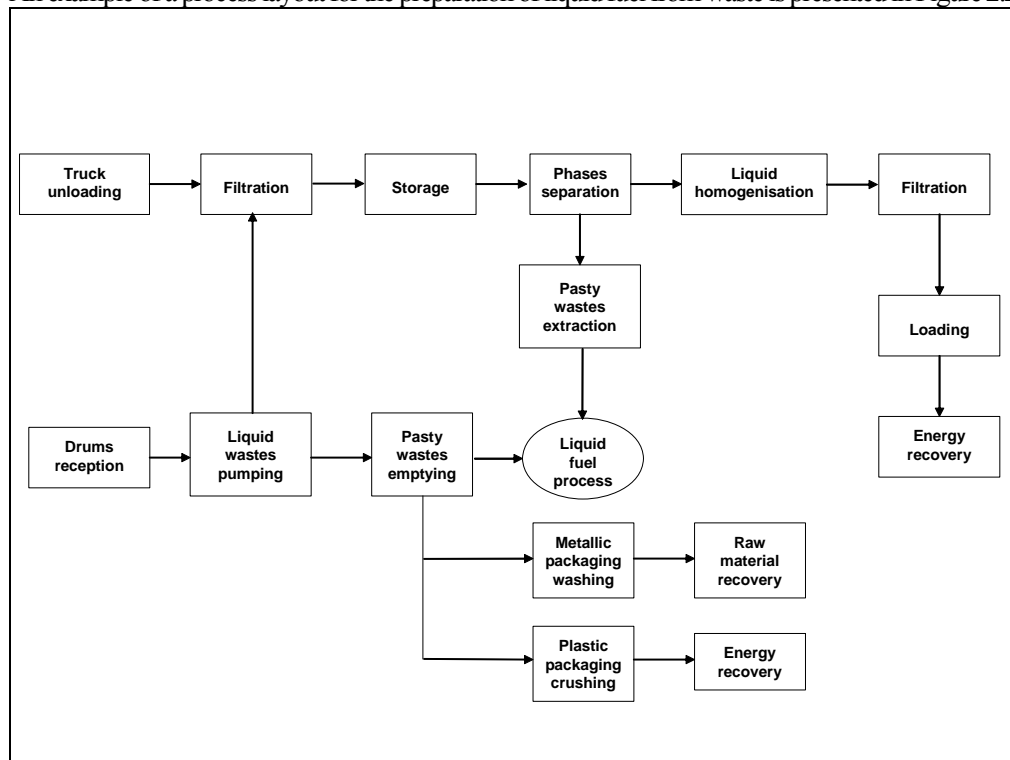 An example of a process layout for the preparation of liquid fuel from waste is presented in Figure
Truck
unloading
Filtration
Storage
Phases
separation
Liquid
homogenisation
Filtration
Pasty
wastes
extraction
Loading
Drums
reception
Liquid
wastes
pumping
Pasty
wastes
emptying
Liquid
fuel
process
Energy
recovery
Metallic
packaging
washing
Raw
material
recovery
Plastic
packaging
crushing
Energy
recovery